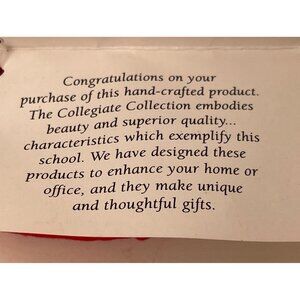 Congratulations on your
purchase of this hand-crafted product.
The Collegiate Collection embodies
beauty and superior quality...
characteristics which exemplify this
school. We have designed these
products to enhance your home or
office, and they make unique
and thoughtful gifts.